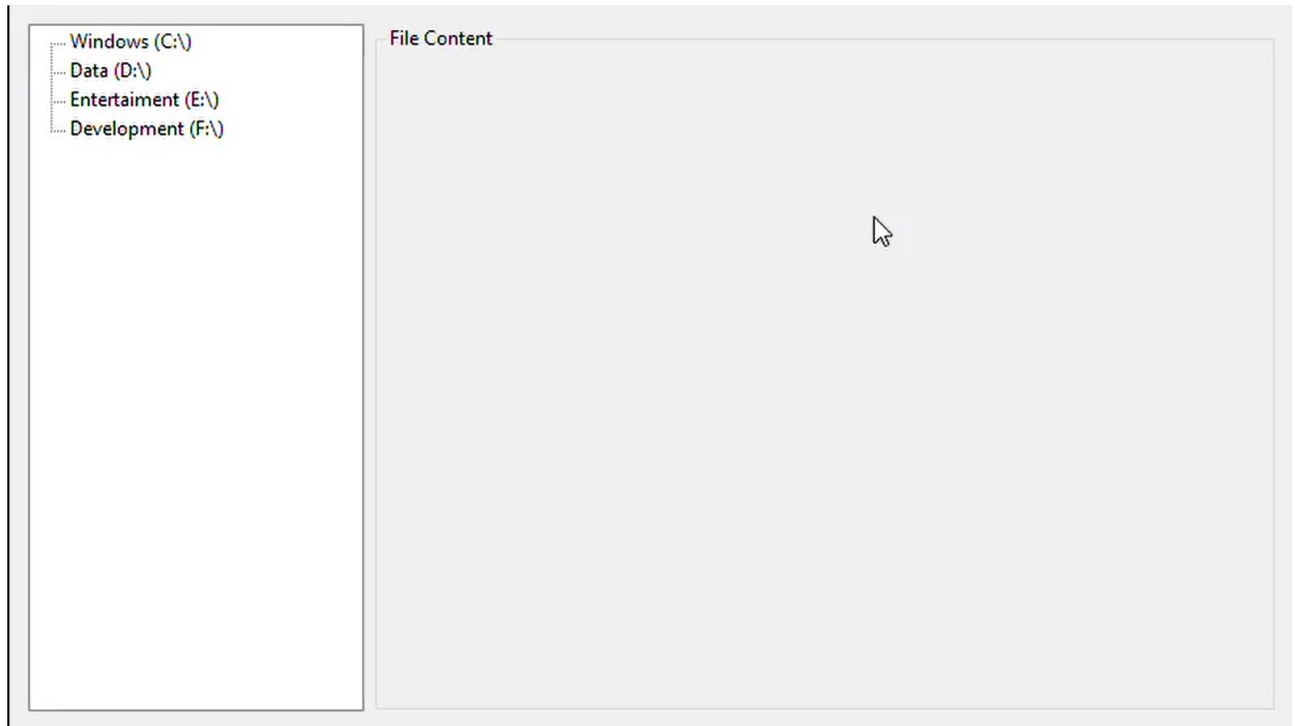 Windows (C:\)
Data (D:\)
Entertaiment (E:\)
Development (F:\)
File Content